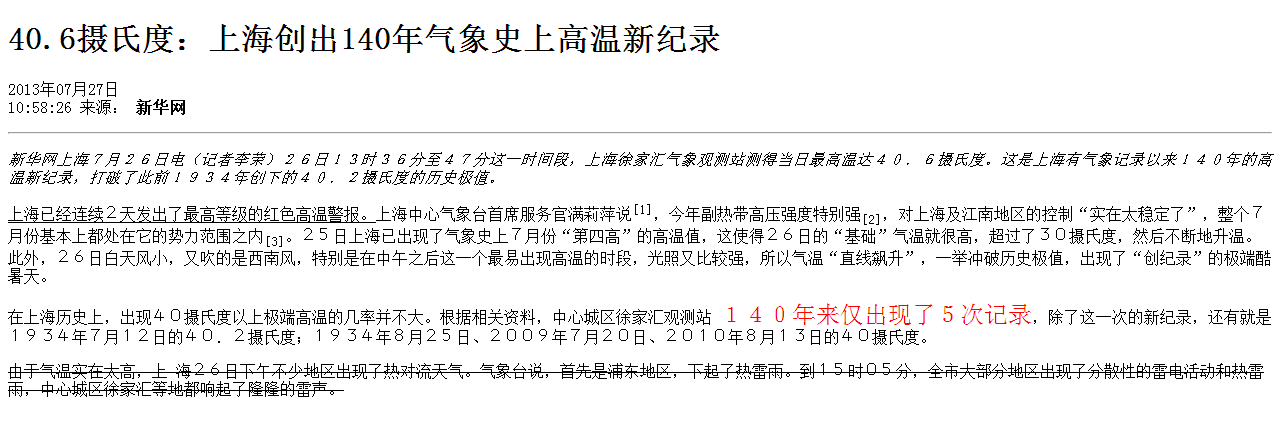 40.6摄氏度：上海创出140年气象史上高温新纪录
2013年07月27日
10:58:26 来源： 新华网
新华网上海７月２６日电（记者李荣）２６日１３时３６分至４７分这一时间段，上海徐家汇气象观测站测得当日最高温达４０．６摄氏度。这是上海有气象记录以来１４０年的高
温新纪录，打破了此前１９３４年创下的４０．２摄氏度的历史极值。
上海已经连续２天发出了最高等级的红色高温警报。上海中心气象台首席服务官满莉萍说[1]，今年副热带高压强度特别强[2]，对上海及江南地区的控制“实在太稳定了”，整个７
月份基本上都处在它的势力范围之内[3]。２５日上海已出现了气象史上７月份“第四高”的高温值，这使得２６日的“基础”气温就很高，超过了３０摄氏度，然后不断地升温。
此外，２６日白天风小，又吹的是西南风，特别是在中午之后这一个最易出现高温的时段，光照又比较强，所以气温“直线飙升”，一举冲破历史极值，出现了“创纪录”的极端酷
暑天。
在上海历史上，出现４０摄氏度以上极端高温的几率并不大。根据相关资料，中心城区徐家汇观测站 １４０年来仅出现了５次记录，除了这一次的新纪录，还有就是
１９３４年７月１２日的４０．２摄氏度；１９３４年８月２５日、２００９年７月２０日、２０１０年８月１３日的４０摄氏度。
由于气温实在太高，上 海２６日下午不少地区出现了热对流天气。气象台说，首先是浦东地区，下起了热雷雨。到１５时０５分，全市大部分地区出现了分散性的雷电活动和热雷
雨，中心城区徐家汇等地都响起了隆隆的雷声。